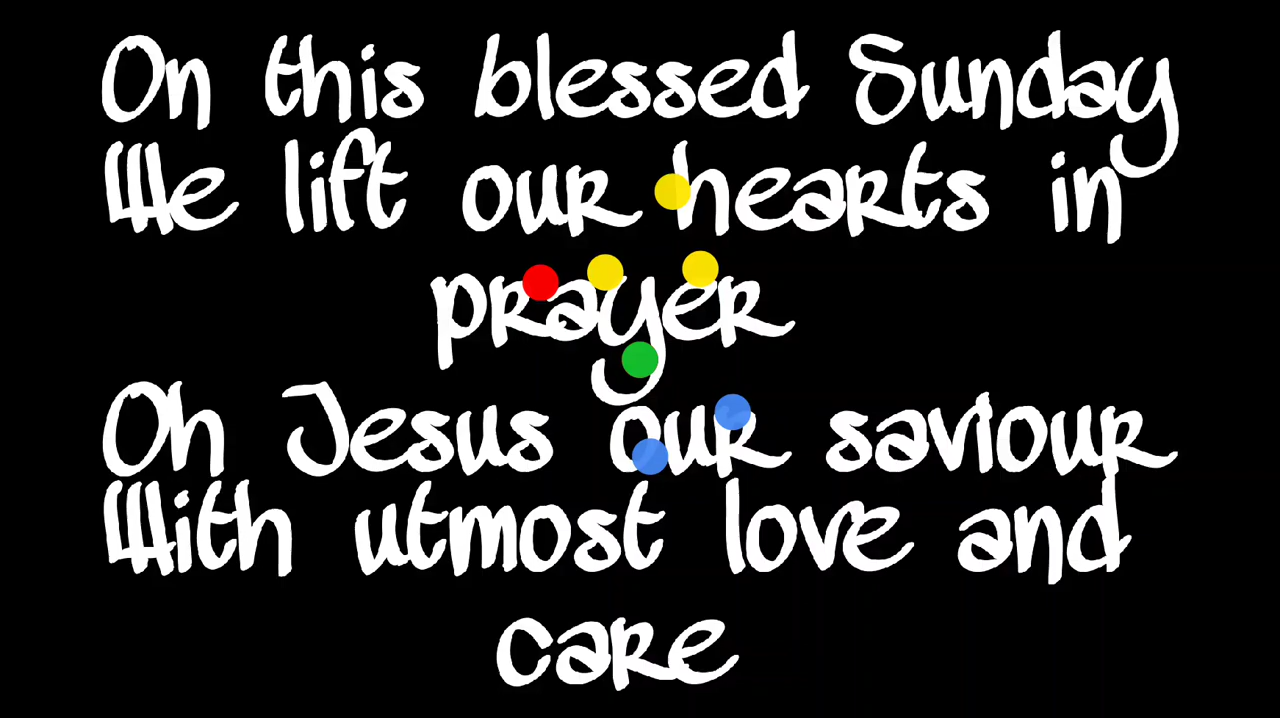 On this blessed Sunday
We lift our hearts in
prayer
Oh Jesus our saviour
With utmost love and
care